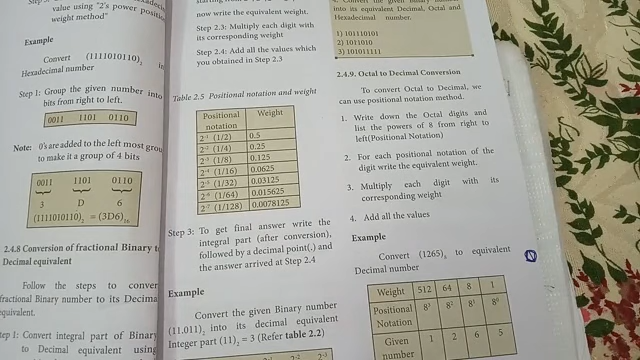 value using "2's power
weight method"
Example
Convert (1111010110)₂ in
Hexadecimal number
Step 1: Group the given number into
bits from right to left.
0011 1101 0110
Note: 0's are added to the left most
to make it a group of 4 bits
0011 1101 0110
3 D 6
(1111010110)₂ = (3D6)₁₆
2.4.8 Conversion of fractional Binary
Decimal equivalent
Follow the steps to
fractional Binary number to its
equivalent.
1: Convert integral part of Binary
to Decimal equivalent using
now write the equivalent weight.
Step 2.3: Multiply each digit with
its corresponding weight
Step 2.4: Add all the values which
you obtained in Step 2.3
Table 2.5 Positional notation and weight
Positional notation Weight
2⁻¹ (1/2) 0.5
2⁻² (1/4) 0.25
2⁻³ (1/8) 0.125
2⁻⁴ (1/16) 0.0625
2⁻⁵ (1/32) 0.03125
2⁻⁶ (1/64) 0.015625
2⁻⁷ (1/128) 0.0078125
Step 3: To get final answer write the
integral part (after conversion),
followed by a decimal point(.) and
the answer arrived at Step 2.4
Example
Convert the given Binary number
(11.011)₂ into its decimal equivalent
Integer part (11)₂ = 3 (Refer table 2.2)
into its equivalent Decimal, Octal and
Hexadecimal number.
1) 101110101
2) 1011010
3) 101011111
2.4.9. Octal to Decimal Conversion
To convert Octal to Decimal, we
can use positional notation method.
1. Write down the Octal digits and
list the powers of 8 from right to
left(Positional Notation)
2. For each positional notation of the
digit write the equivalent weight.
3. Multiply each digit with its
corresponding weight
4. Add all the values
Example
Convert (1265)₈ to equivalent
Decimal number
Weight 512 64 8 1
Positional Notation 8³ 8² 8¹ 8⁰
Given number 1 2 6 5